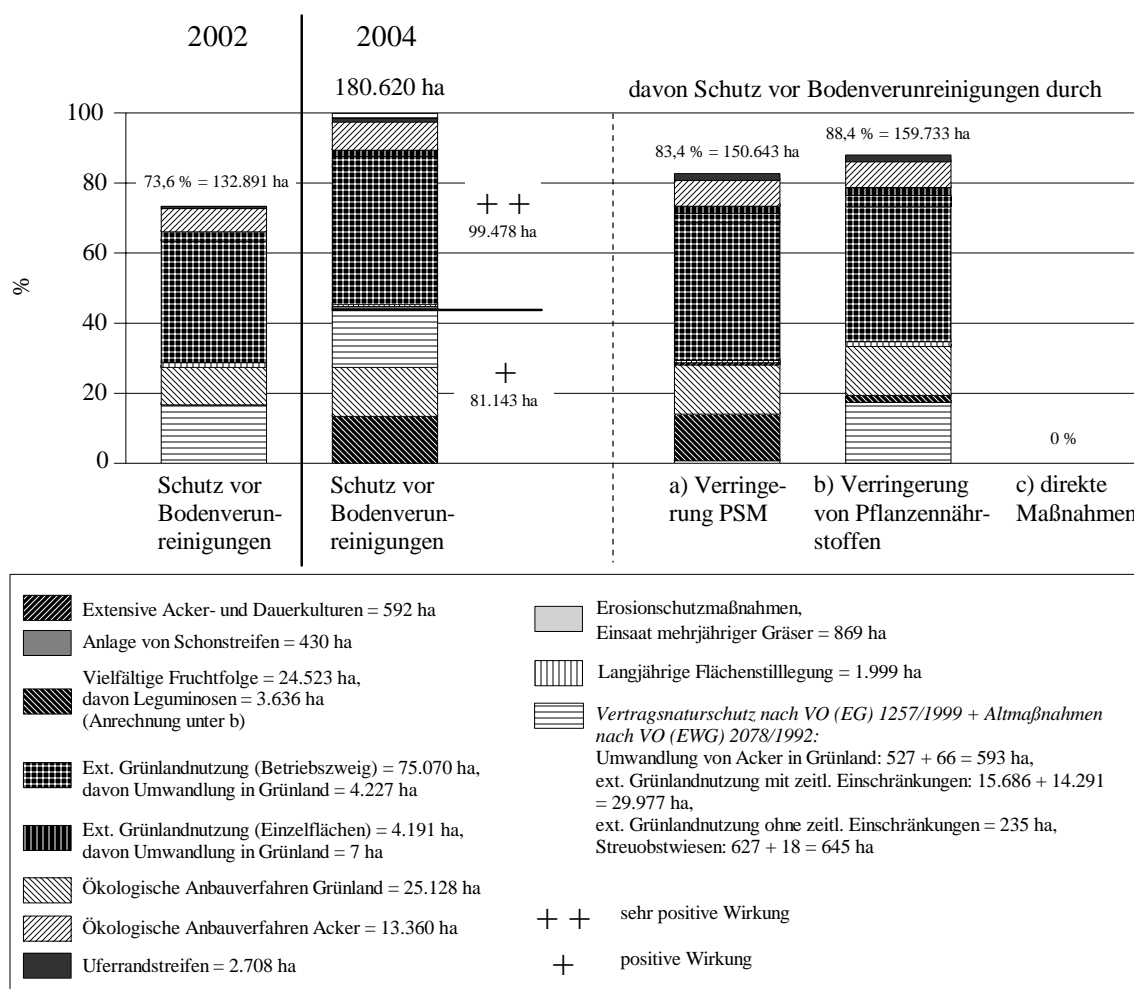 2002
2004
180.620 ha
davon Schutz vor Bodenverunreinigungen durch
100
80
60
40
20
0
%
73,6 % = 132.891 ha
+ +
99.478 ha
+
81.143 ha
83,4 % = 150.643 ha
88,4 % = 159.733 ha
0 %
Schutz vor
Bodenverun-
reinigungen
Schutz vor
Bodenverun-
reinigungen
a) Verringe-
rung PSM
b) Verringerung
von Pflanzennähr-
stoffen
c) direkte
Maßnahmen
Extensive Acker- und Dauerkulturen = 592 ha
Anlage von Schonstreifen = 430 ha
Vielfältige Fruchtfolge = 24.523 ha,
davon Leguminosen = 3.636 ha
(Anrechnung unter b)
Ext. Grünlandnutzung (Betriebszweig) = 75.070 ha,
davon Umwandlung in Grünland = 4.227 ha
Ext. Grünlandnutzung (Einzelflächen) = 4.191 ha,
davon Umwandlung in Grünland = 7 ha
Ökologische Anbauverfahren Grünland = 25.128 ha
Ökologische Anbauverfahren Acker = 13.360 ha
Uferrandstreifen = 2.708 ha
Erosionschutzmaßnahmen,
Einsaat mehrjähriger Gräser = 869 ha
Langjährige Flächenstilllegung = 1.999 ha
Vertragsnaturschutz nach VO (EG) 1257/1999 + Altmaßnahmen
nach VO (EWG) 2078/1992:
Umwandlung von Acker in Grünland: 527 + 66 = 593 ha,
ext. Grünlandnutzung mit zeitl. Einschränkungen: 15.686 + 14.291
= 29.977 ha,
ext. Grünlandnutzung ohne zeitl. Einschränkungen = 235 ha,
Streuobstwiesen: 627 + 18 = 645 ha
+ + sehr positive Wirkung
+ positive Wirkung